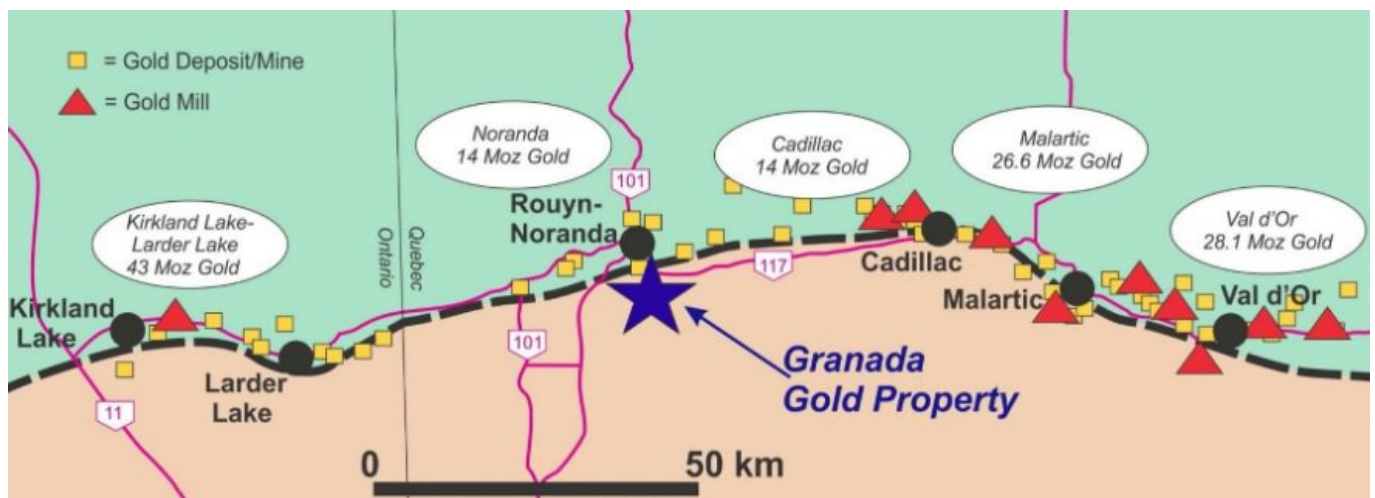 = Gold Deposit/Mine
= Gold Mill
Noranda
14 Moz Gold
Cadillac
14 Moz Gold
Malartic
26.6 Moz Gold
Kirkland Lake-
Larder Lake
43 Moz Gold
Val d'Or
28.1 Moz Gold
Ontario
Quebec
101
Rouyn-
Noranda
117
Cadillac
Malartic
Val d'Or
Kirkland
Lake
Larder
Lake
11
101
Granada
Gold Property
0
50 km